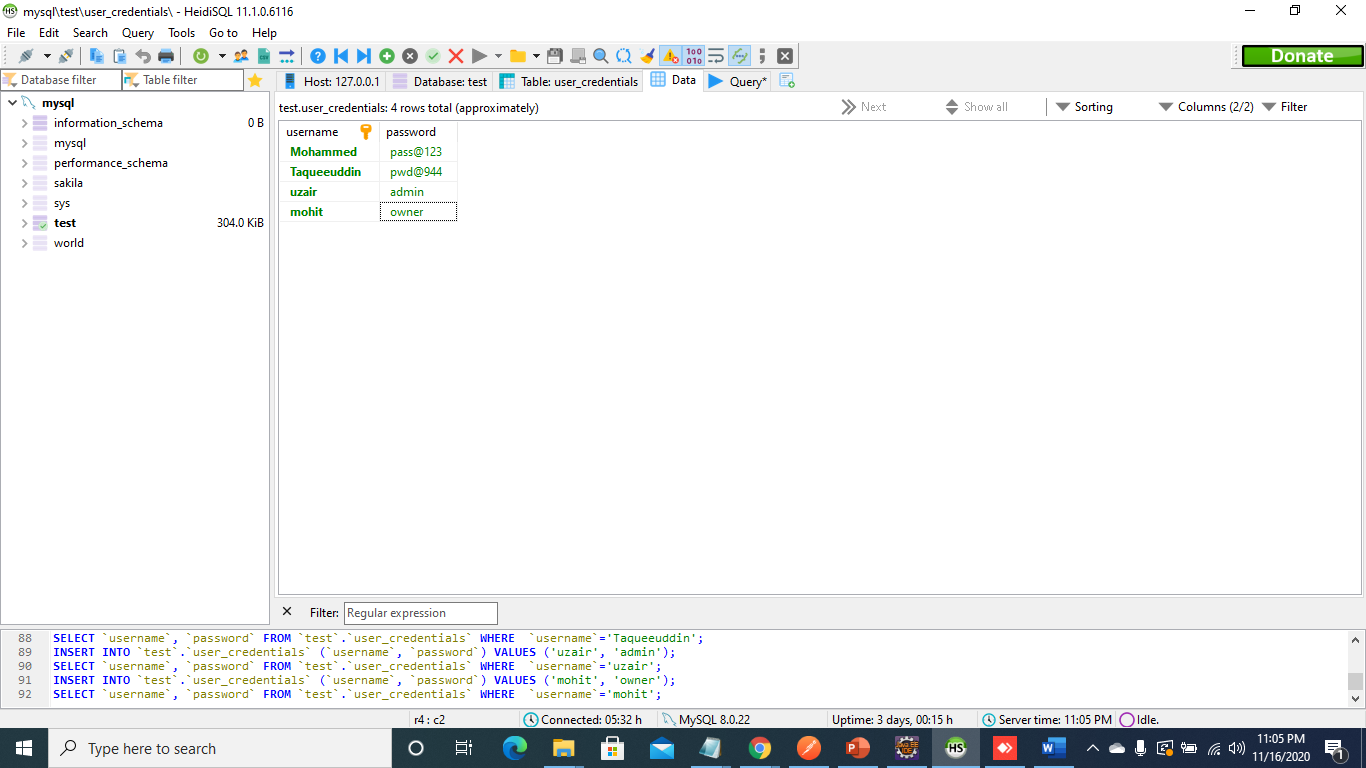 mysql\test\user_credentials\ - HeidiSQL 11.1.0.6116
File Edit Search Query Tools Go to Help
Donate
Database filter Table filter
Host: 127.0.0.1 Database: test Table: user_credentials Data Query*
mysql
information_schema 0 B
mysql
performance_schema
sakila
sys
test 304.0 KiB
world
test.user_credentials: 4 rows total (approximately) Next Show all Sorting Columns (2/2) Filter
username password
Mohammed pass@123
Taqueeuddin pwd@944
uzair admin
mohit owner
Filter: Regular expression
88 SELECT `username`, `password` FROM `test`.`user_credentials` WHERE  `username`='Taqueeuddin';
89 INSERT INTO `test`.`user_credentials` (`username`, `password`) VALUES ('uzair', 'admin');
90 SELECT `username`, `password` FROM `test`.`user_credentials` WHERE  `username`='uzair';
91 INSERT INTO `test`.`user_credentials` (`username`, `password`) VALUES ('mohit', 'owner');
92 SELECT `username`, `password` FROM `test`.`user_credentials` WHERE  `username`='mohit';
r4 : c2 Connected: 05:32 h MySQL 8.0.22 Uptime: 3 days, 00:15 h Server time: 11:05 PM Idle.
Type here to search
11:05 PM
11/16/2020
1